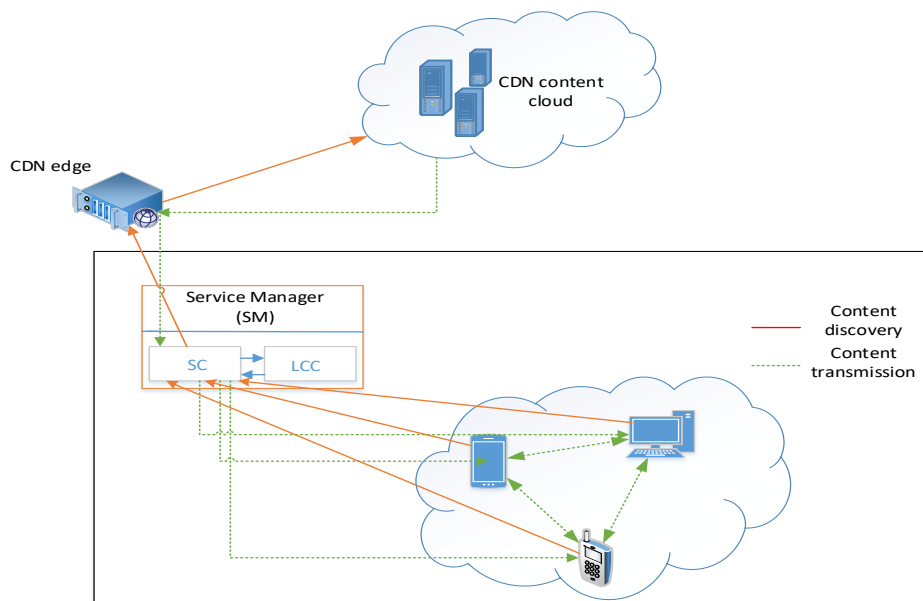 CDN content
cloud
CDN edge
Service Manager
(SM)
SC
LCC
Content
discovery
Content
transmission